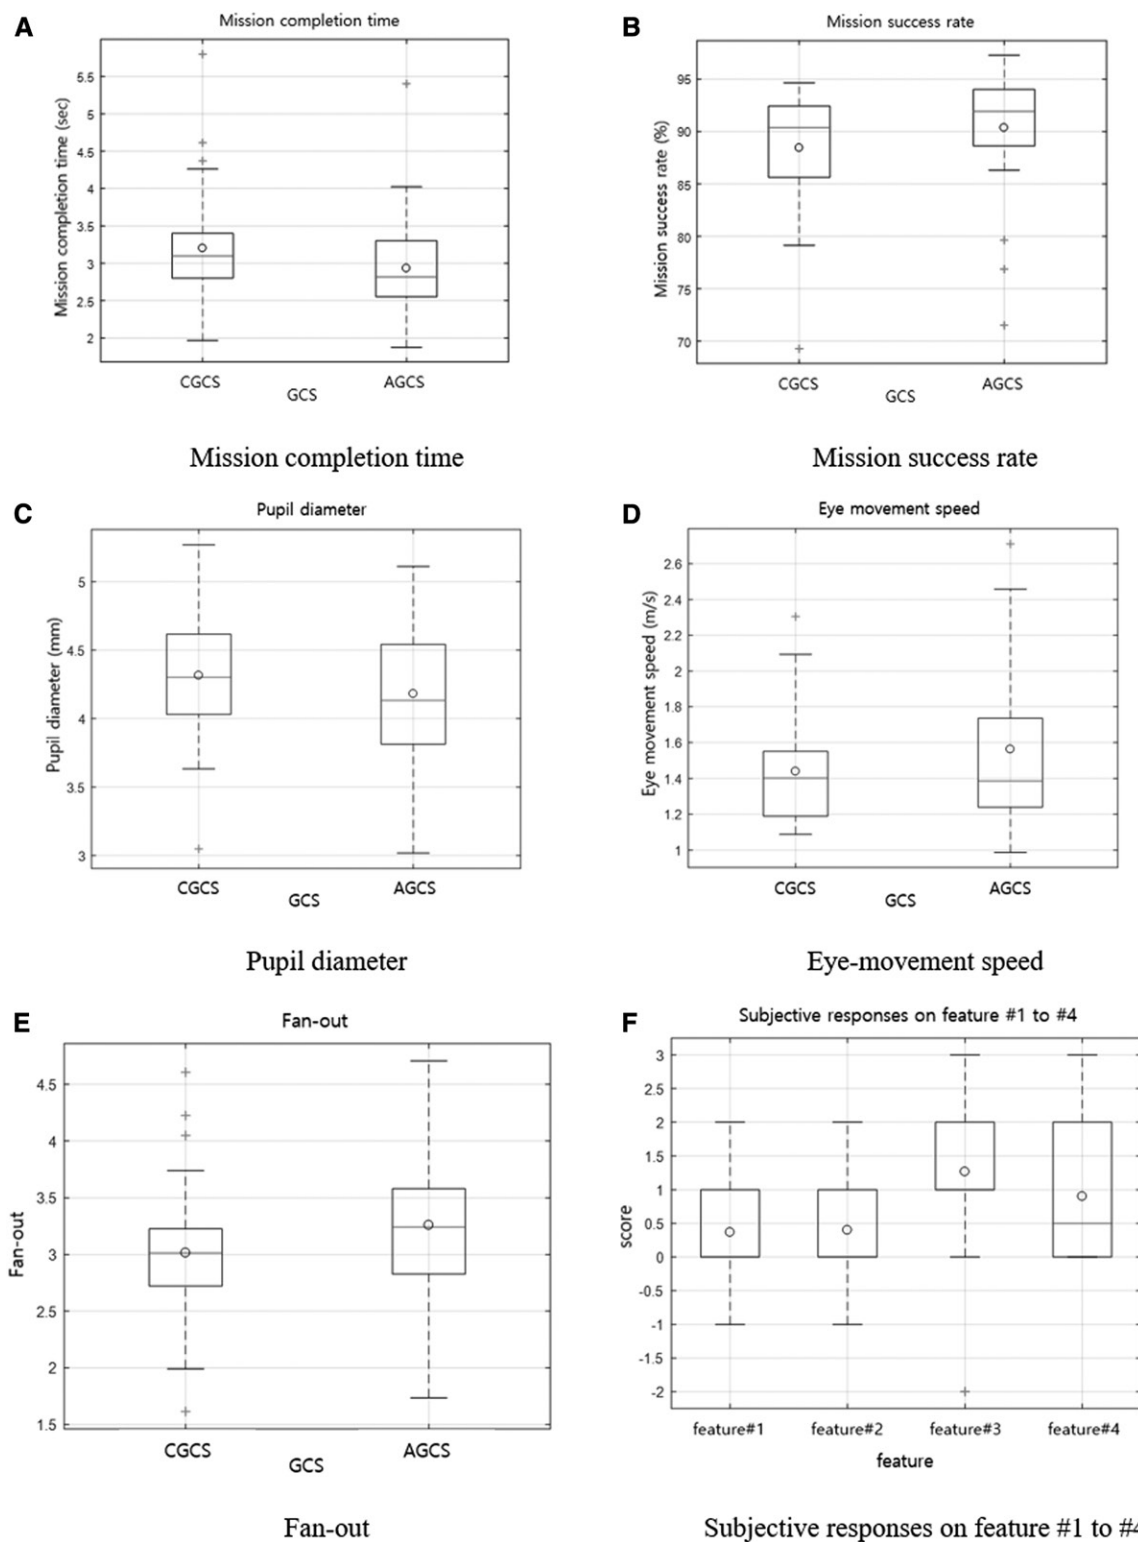 A
Mission completion time
Mission completion time (sec)
5.5
5
4.5
4
3.5
3
2.5
2
CGCS
AGCS
GCS
Mission completion time
B
Mission success rate
Mission success rate (%)
95
90
85
80
75
70
CGCS
AGCS
GCS
Mission success rate
C
Pupil diameter
Pupil diameter (mm)
5
4.5
4
3.5
3
CGCS
AGCS
GCS
Pupil diameter
D
Eye movement speed
Eye movement speed (m/s)
2.6
2.4
2.2
2
1.8
1.6
1.4
1.2
1
CGCS
AGCS
GCS
Eye-movement speed
E
Fan-out
Fan-out
4.5
4
3.5
3
2.5
2
1.5
CGCS
AGCS
GCS
Fan-out
F
Subjective responses on feature #1 to #4
score
3
2.5
2
1.5
1
0.5
0
-0.5
-1
-1.5
-2
feature#1
feature#2
feature#3
feature#4
feature
Subjective responses on feature #1 to #4